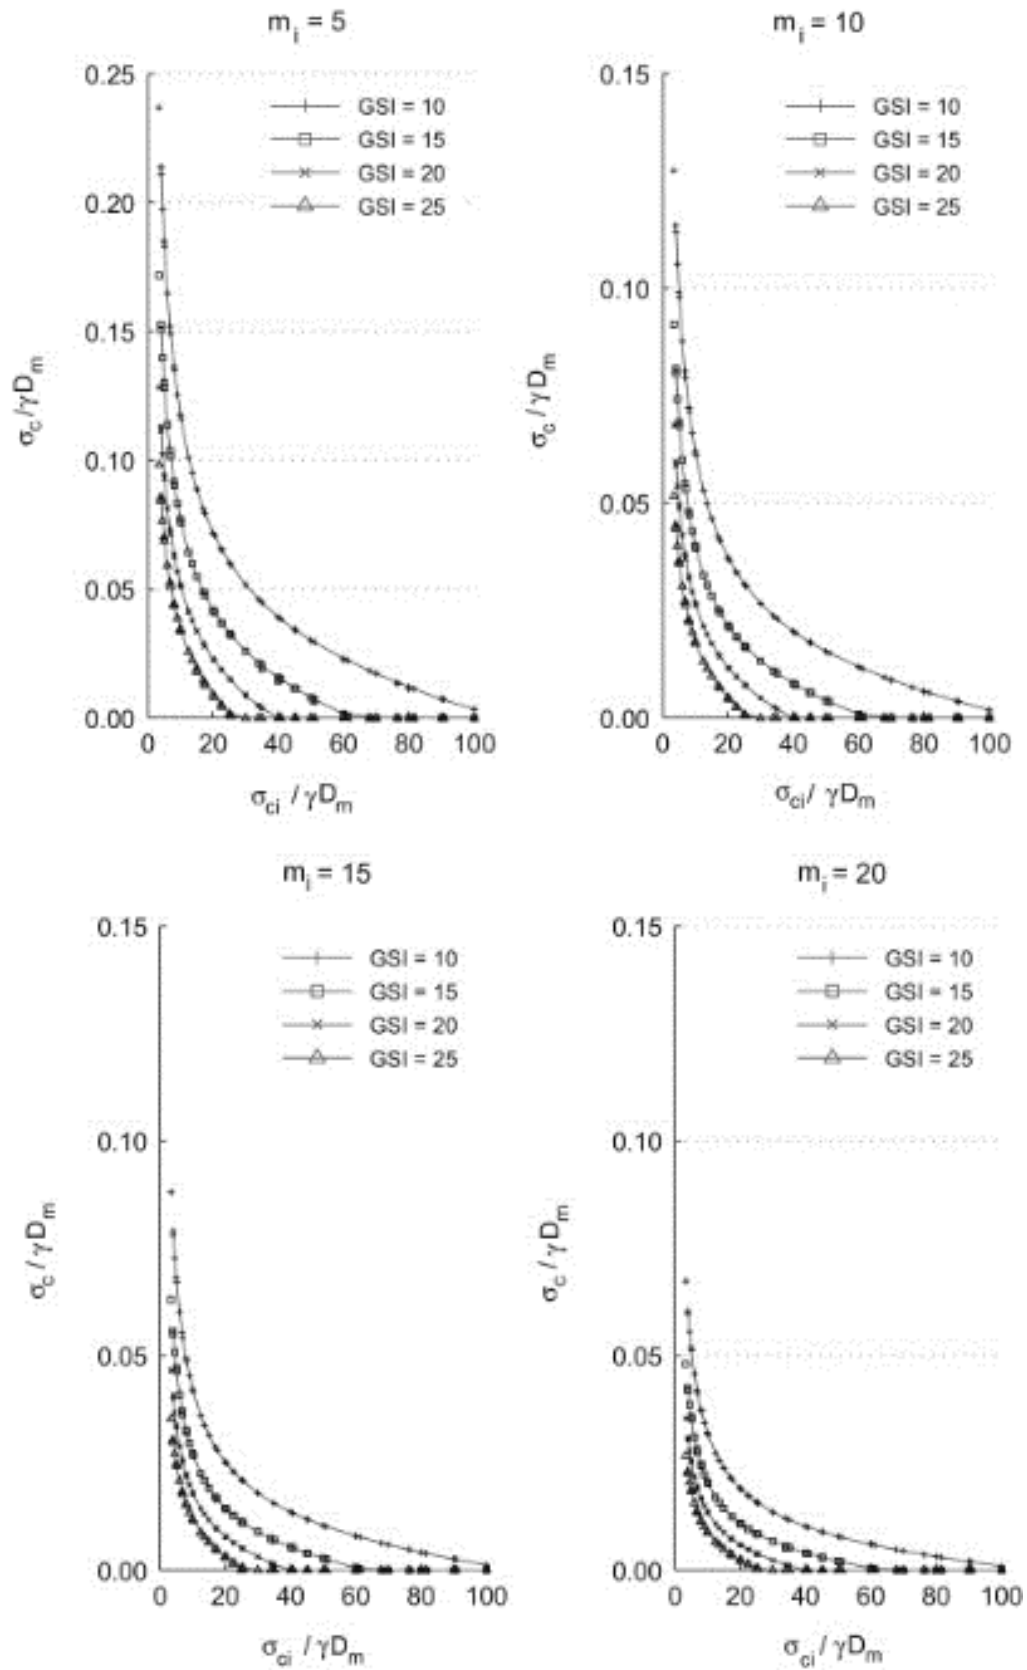 m_i = 5
0.25
0.20
0.15
0.10
0.05
0.00
σ_c / γD_m
GSI = 10
GSI = 15
GSI = 20
GSI = 25
0 20 40 60 80 100
σ_ci / γD_m
m_i = 10
0.15
0.10
0.05
0.00
σ_c / γD_m
GSI = 10
GSI = 15
GSI = 20
GSI = 25
0 20 40 60 80 100
σ_ci / γD_m
m_i = 15
0.15
0.10
0.05
0.00
σ_c / γD_m
GSI = 10
GSI = 15
GSI = 20
GSI = 25
0 20 40 60 80 100
σ_ci / γD_m
m_i = 20
0.15
0.10
0.05
0.00
σ_c / γD_m
GSI = 10
GSI = 15
GSI = 20
GSI = 25
0 20 40 60 80 100
σ_ci / γD_m